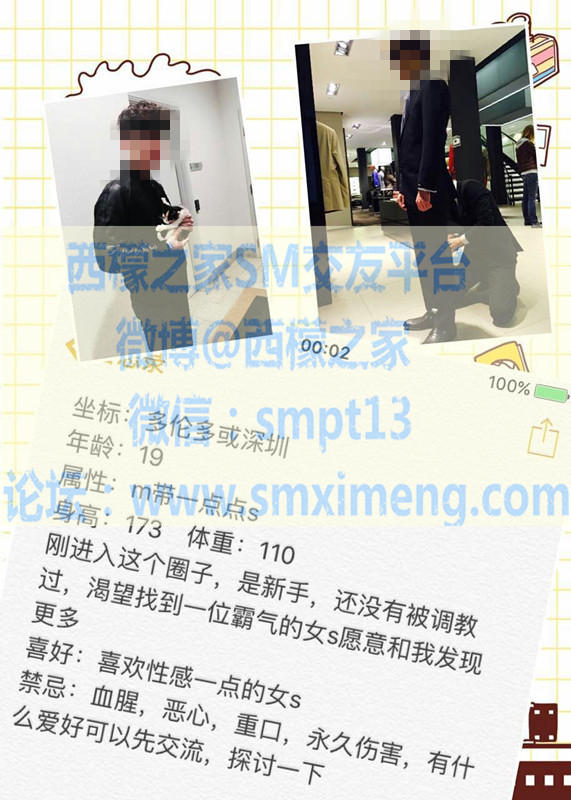 西檬之家SM交友平台
微博@西檬之家
00:02
100%
微信：smpt13
坐标：多伦多或深圳
年龄：19
论坛：www.smximeng.com
属性：m带一点点s
身高：173 体重：110
刚进入这个圈子，是新手，还没有被调教
过，渴望找到一位霸气的女s愿意和我发现
更多
喜好：喜欢性感一点的女s
禁忌：血腥，恶心，重口，永久伤害，有什
么爱好可以先交流，探讨一下